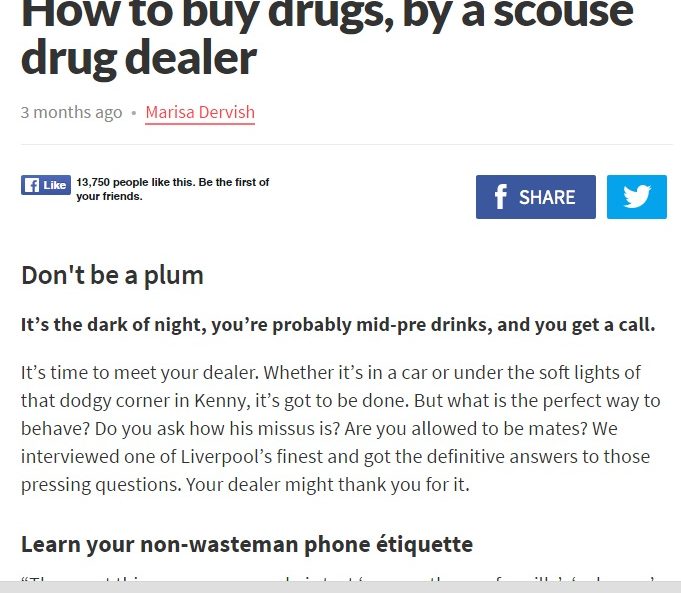 How to buy drugs, by a scouse
drug dealer
3 months ago • Marisa Dervish
Like 13,750 people like this. Be the first of
your friends.
SHARE
Don't be a plum
It’s the dark of night, you’re probably mid-pre drinks, and you get a call.
It’s time to meet your dealer. Whether it’s in a car or under the soft lights of
that dodgy corner in Kenny, it’s got to be done. But what is the perfect way to
behave? Do you ask how his missus is? Are you allowed to be mates? We
interviewed one of Liverpool’s finest and got the definitive answers to those
pressing questions. Your dealer might thank you for it.
Learn your non-wasteman phone étiquette